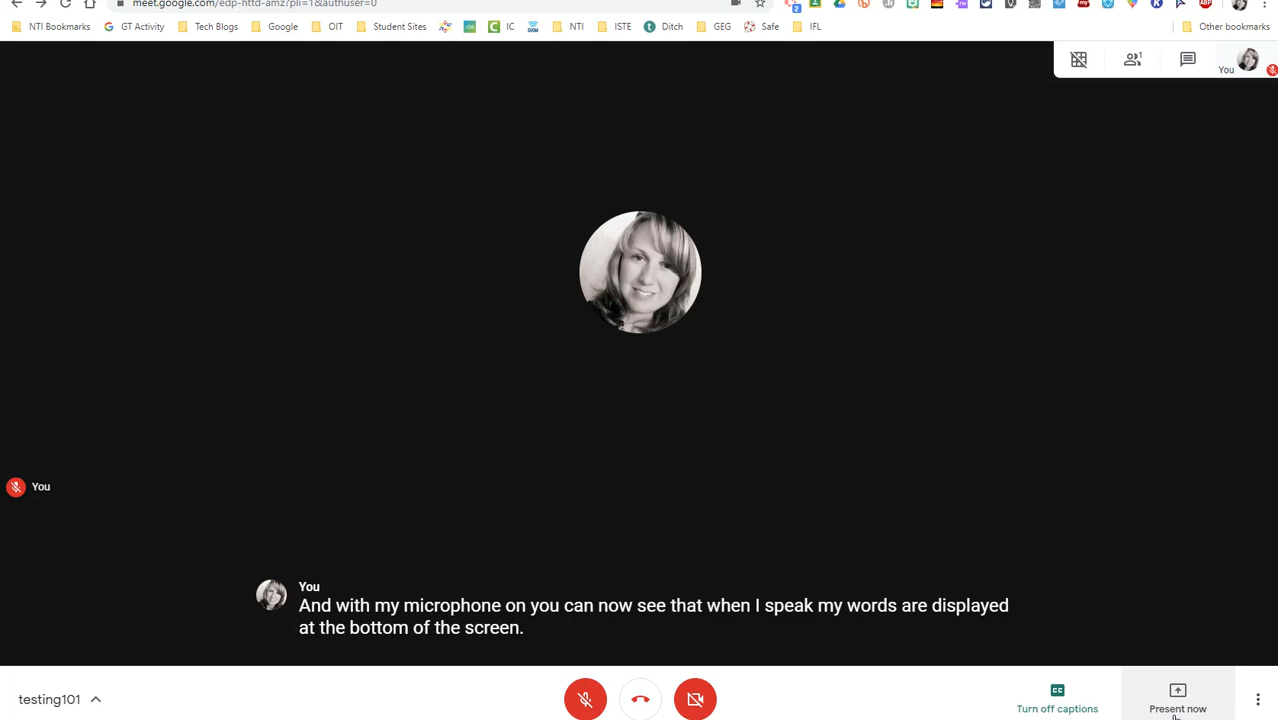 meet.google.com/edp-httd-amz?pli=1&authuser=0
NTI Bookmarks GT Activity Tech Blogs Google OIT Student Sites IC NTI ISTE Ditch GEG Safe IFL Other bookmarks
1
You
You
You
And with my microphone on you can now see that when I speak my words are displayed
at the bottom of the screen.
testing101
CC
Turn off captions
Present now